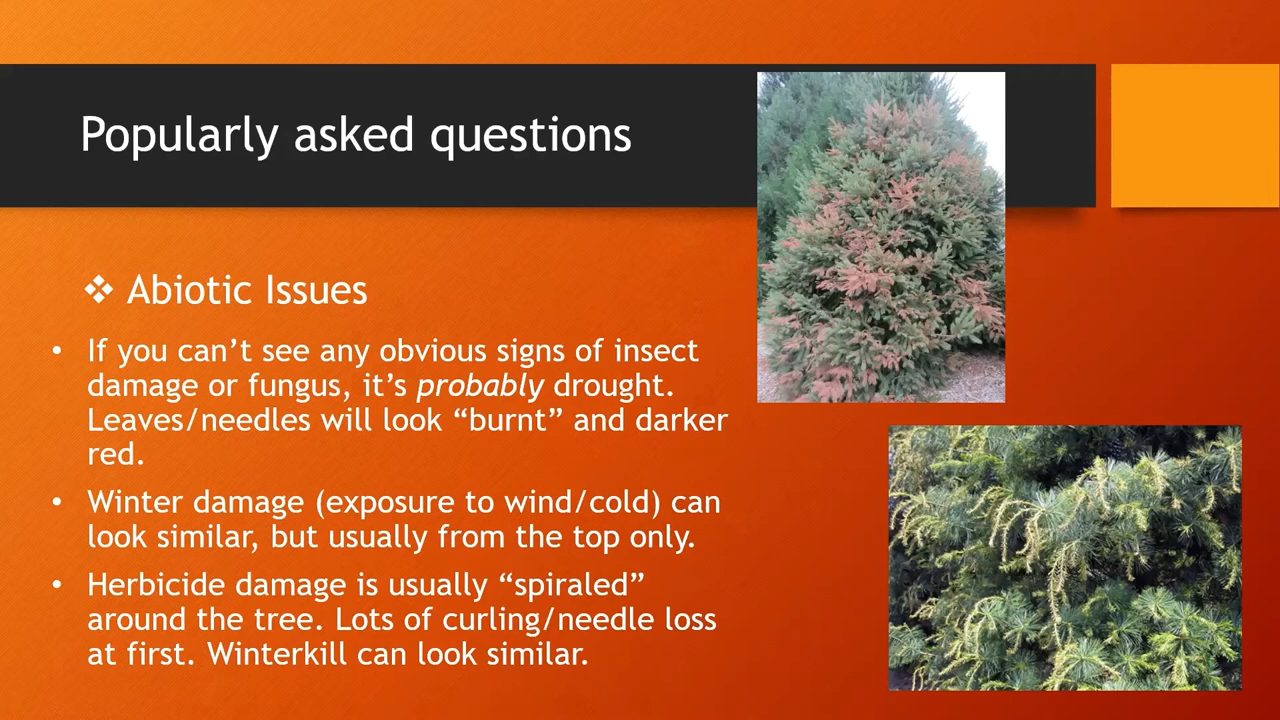 Popularly asked questions
❖ Abiotic Issues
• If you can’t see any obvious signs of insect
damage or fungus, it’s probably drought.
Leaves/needles will look “burnt” and darker
red.
• Winter damage (exposure to wind/cold) can
look similar, but usually from the top only.
• Herbicide damage is usually “spiraled”
around the tree. Lots of curling/needle loss
at first. Winterkill can look similar.